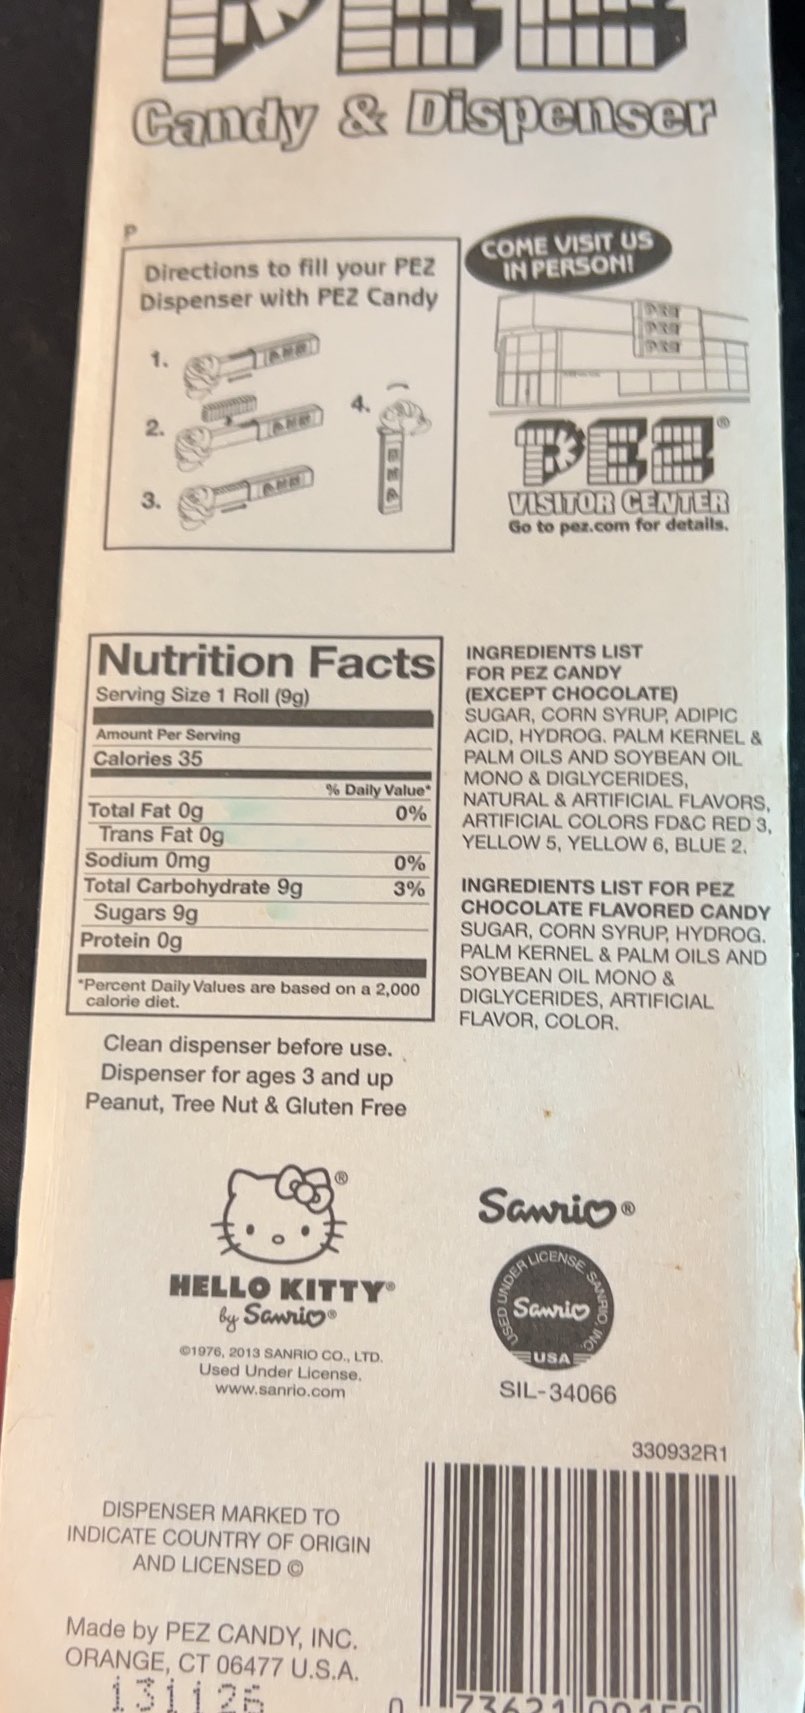 PEZ
Candy & Dispenser
P
Directions to fill your PEZ
Dispenser with PEZ Candy
1.
2.
3.
4.
COME VISIT US
IN PERSON!
PEZ
PEZ
PEZ
PEZ®
VISITOR CENTER
Go to pez.com for details.
Nutrition Facts
Serving Size 1 Roll (9g)
Amount Per Serving
Calories 35
% Daily Value*
Total Fat 0g 0%
Trans Fat 0g
Sodium 0mg 0%
Total Carbohydrate 9g 3%
Sugars 9g
Protein 0g
*Percent Daily Values are based on a 2,000
calorie diet.
INGREDIENTS LIST
FOR PEZ CANDY
(EXCEPT CHOCOLATE)
SUGAR, CORN SYRUP, ADIPIC
ACID, HYDROG. PALM KERNEL &
PALM OILS AND SOYBEAN OIL
MONO & DIGLYCERIDES,
NATURAL & ARTIFICIAL FLAVORS,
ARTIFICIAL COLORS FD&C RED 3,
YELLOW 5, YELLOW 6, BLUE 2.
INGREDIENTS LIST FOR PEZ
CHOCOLATE FLAVORED CANDY
SUGAR, CORN SYRUP, HYDROG.
PALM KERNEL & PALM OILS AND
SOYBEAN OIL MONO &
DIGLYCERIDES, ARTIFICIAL
FLAVOR, COLOR.
Clean dispenser before use.
Dispenser for ages 3 and up
Peanut, Tree Nut & Gluten Free
®
HELLO KITTY®
by Sanrio®
©1976, 2013 SANRIO CO., LTD.
Used Under License.
www.sanrio.com
Sanrio®
USED UNDER LICENSE SANRIO, INC.
Sanrio
USA
SIL-34066
330932R1
DISPENSER MARKED TO
INDICATE COUNTRY OF ORIGIN
AND LICENSED ©
Made by PEZ CANDY, INC.
ORANGE, CT 06477 U.S.A.
131126
0 73621 00150